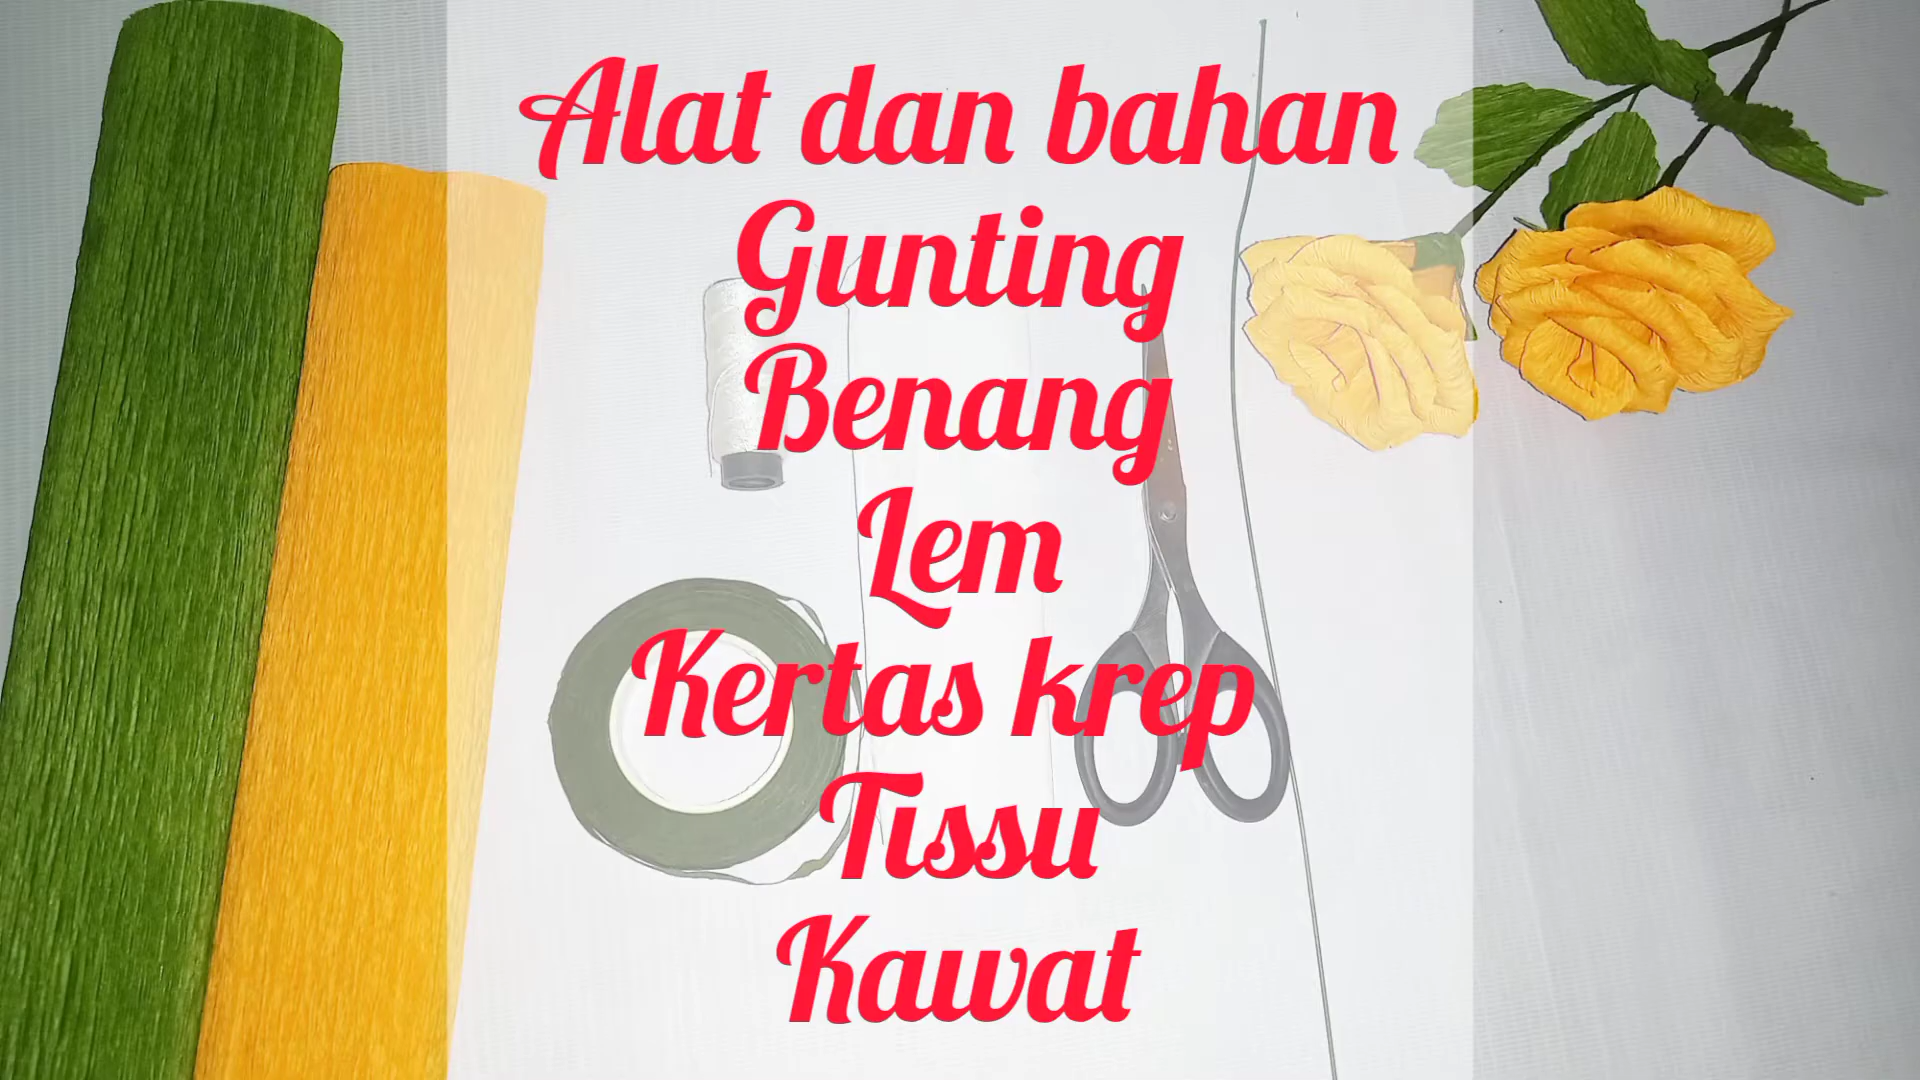 Alat dan bahan
Gunting
Benang
Lem
Kertas krep
Tissu
Kawat